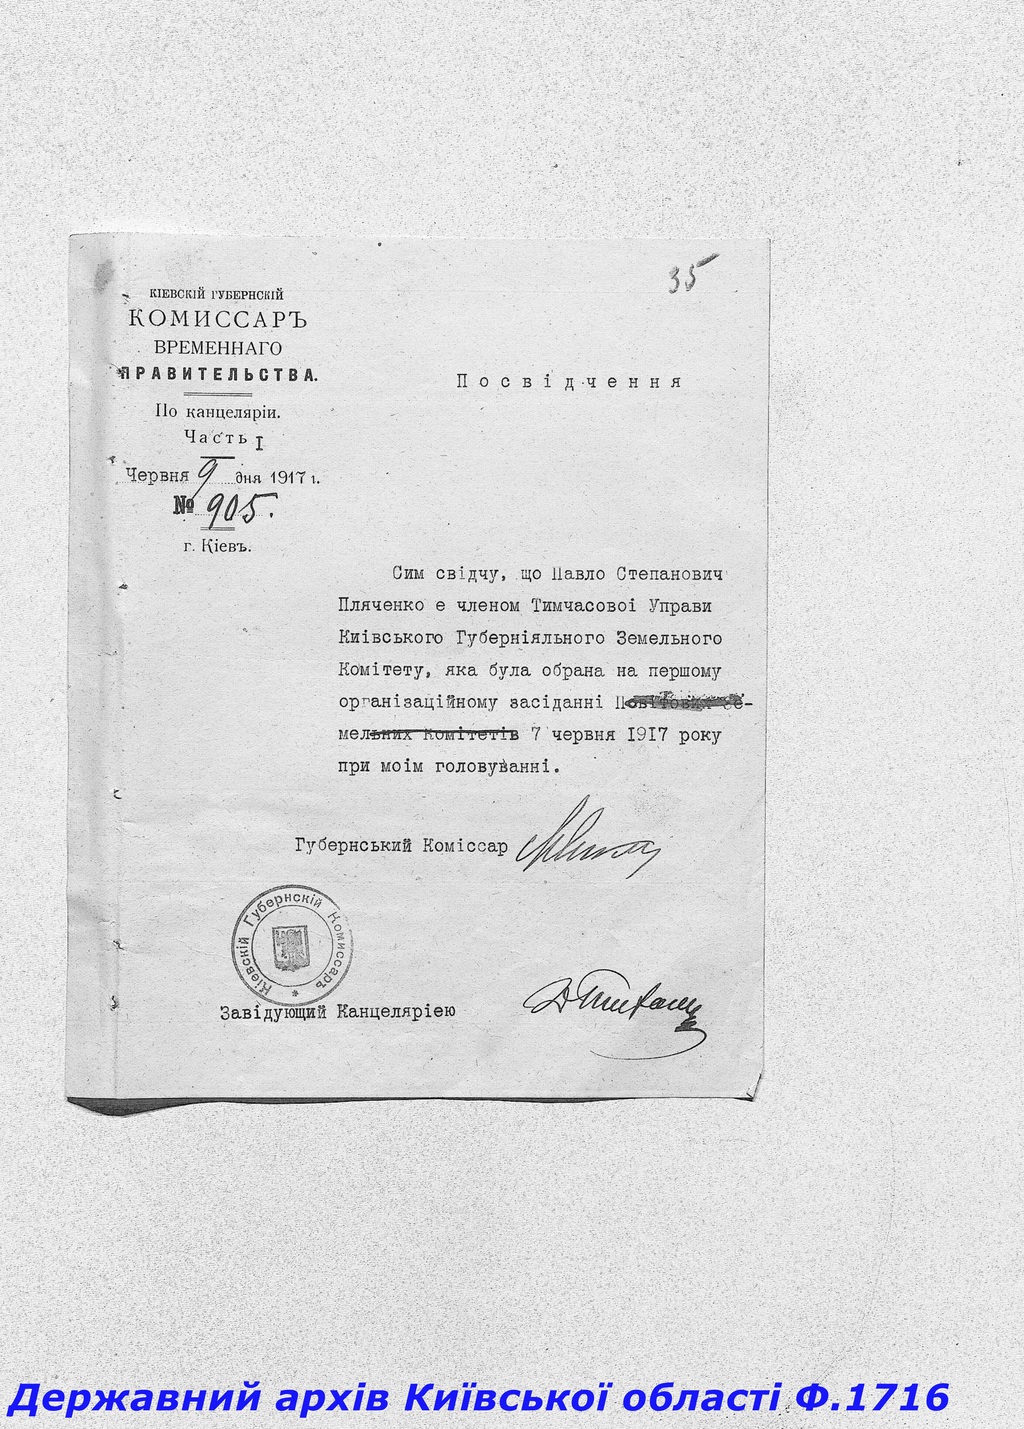 35
КІЕВСКІЙ ГУБЕРНСКІЙ
КОМИССАРЪ
ВРЕМЕННАГО
ПРАВИТЕЛЬСТВА.
По канцеляріи.
Часть I
Червня 9 дня 1917 г.
№ 905.
г. Кіевъ.
Посвідчення
Сим свідчу, що Павло Степанович
Пляченко е членом Тимчасовоі Управи
Киівського Губерніяльного Земельного
Комітету, яка була обрана на першому
організаційному засіданні Повітових Зе-
мельних Комітетів 7 червня 1917 року
при моім головуванні.
Губернський Коміссар
Кіевскій Губернскій Комиссаръ *
Завідующий Канцеляріею
Державний архів Київської області Ф.1716